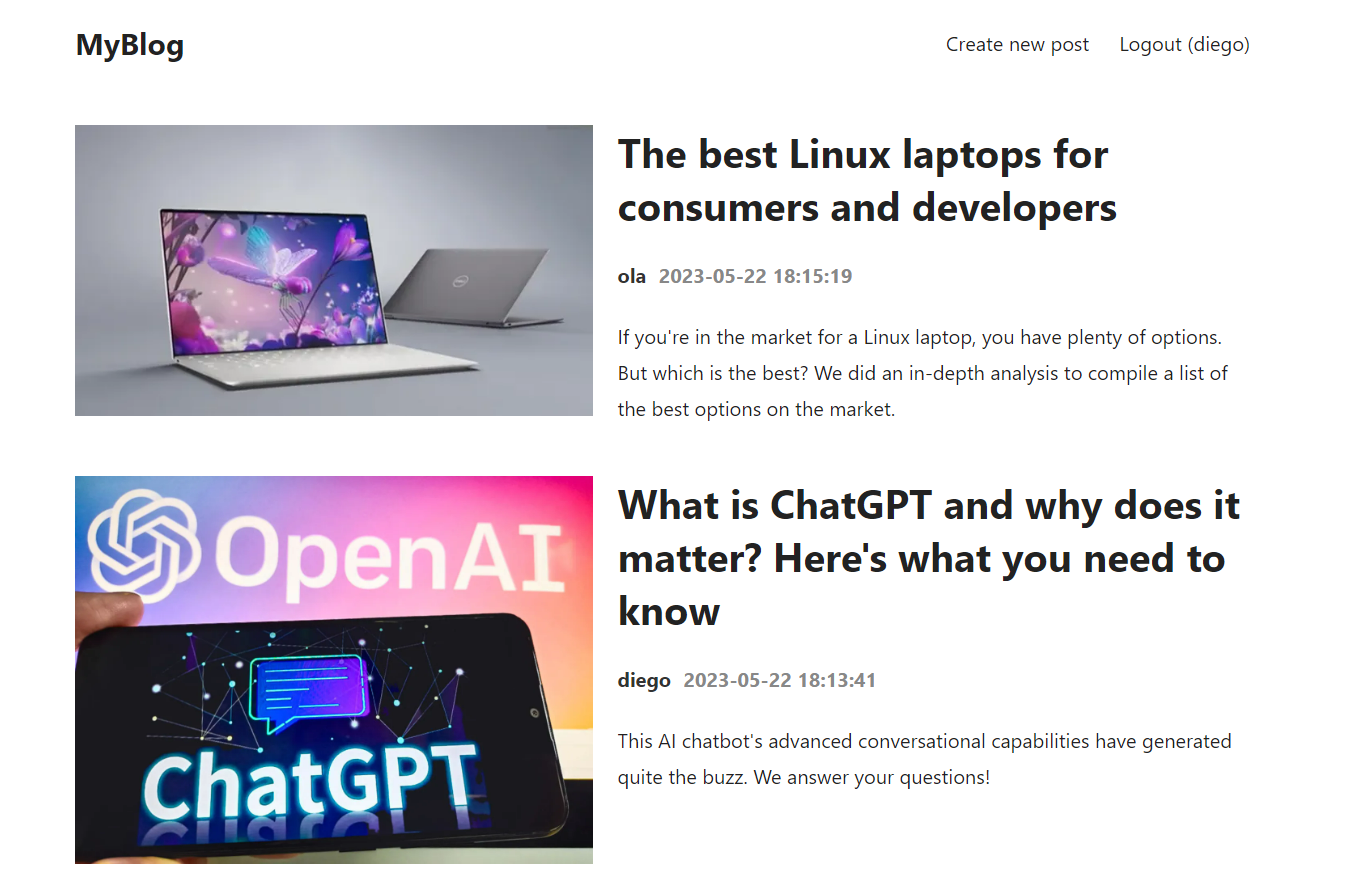 MyBlog
Create new post Logout (diego)
The best Linux laptops for
consumers and developers
ola 2023-05-22 18:15:19
If you're in the market for a Linux laptop, you have plenty of options.
But which is the best? We did an in-depth analysis to compile a list of
the best options on the market.
OpenAI
ChatGPT
What is ChatGPT and why does it
matter? Here's what you need to
know
diego 2023-05-22 18:13:41
This AI chatbot's advanced conversational capabilities have generated
quite the buzz. We answer your questions!